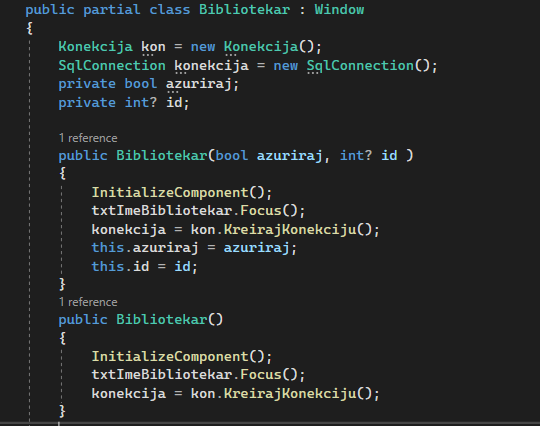 public partial class Bibliotekar : Window
{
Konekcija kon = new Konekcija();
SqlConnection konekcija = new SqlConnection();
private bool azuriraj;
private int? id;
1 reference
public Bibliotekar(bool azuriraj, int? id )
{
InitializeComponent();
txtImeBibliotekar.Focus();
konekcija = kon.KreirajKonekciju();
this.azuriraj = azuriraj;
this.id = id;
}
1 reference
public Bibliotekar()
{
InitializeComponent();
txtImeBibliotekar.Focus();
konekcija = kon.KreirajKonekciju();
}